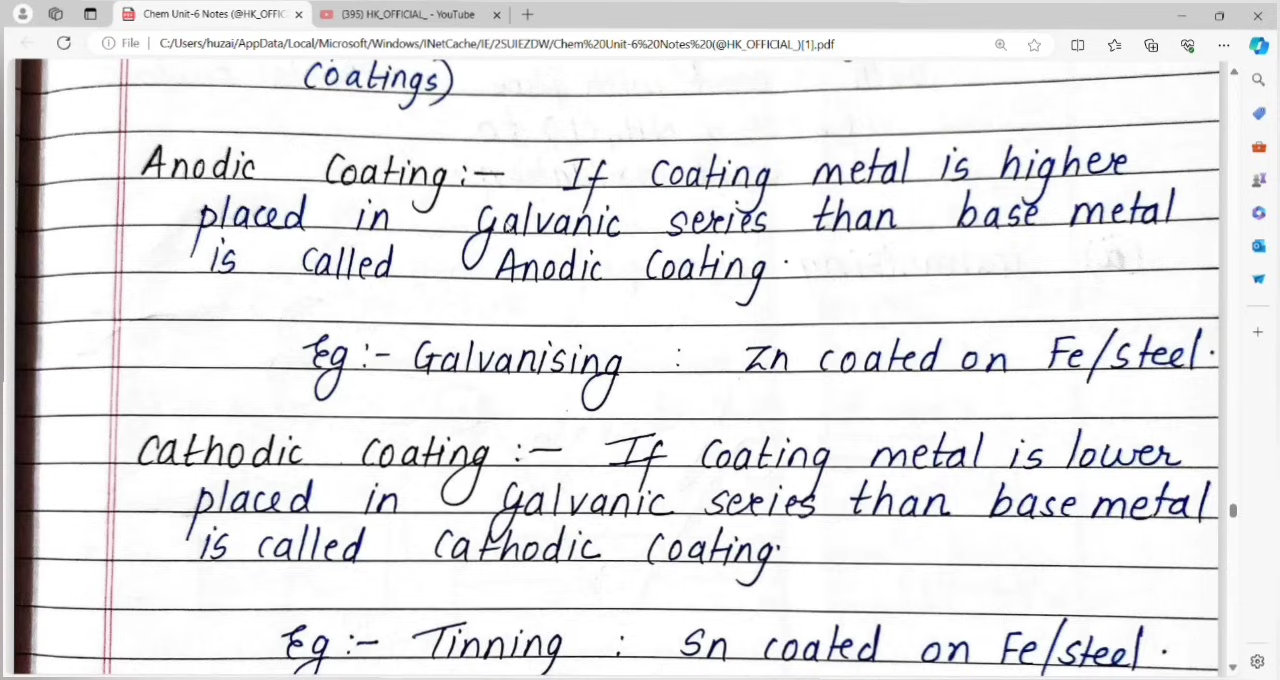 Chem Unit-6 Notes (@HK_OFFIC
(395) HK_OFFICIAL_ - YouTube
File | C:/Users/huzai/AppData/Local/Microsoft/Windows/INetCache/IE/2SUIEZDW/Chem%20Unit-6%20Notes%20(@HK_OFFICIAL_)[1].pdf
coatings)
Anodic Coating :- If coating metal is higher
placed in galvanic series than base metal
is called Anodic Coating.
Eg :- Galvanising : Zn coated on Fe/steel.
Cathodic coating :- If coating metal is lower
placed in galvanic series than base metal
is called cathodic coating.
Eg :- Tinning : Sn coated on Fe/steel.